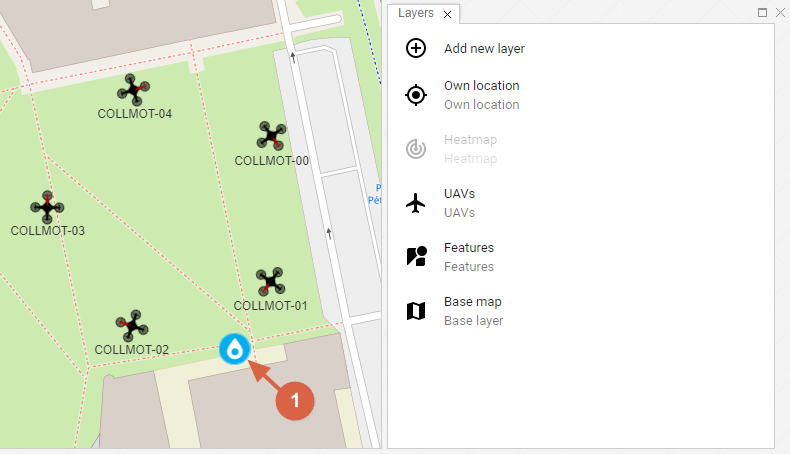 COLLMOT-04
COLLMOT-00
COLLMOT-03
COLLMOT-01
COLLMOT-02
1
Layers
Add new layer
Own location
Own location
Heatmap
Heatmap
UAVs
UAVs
Features
Features
Base map
Base layer